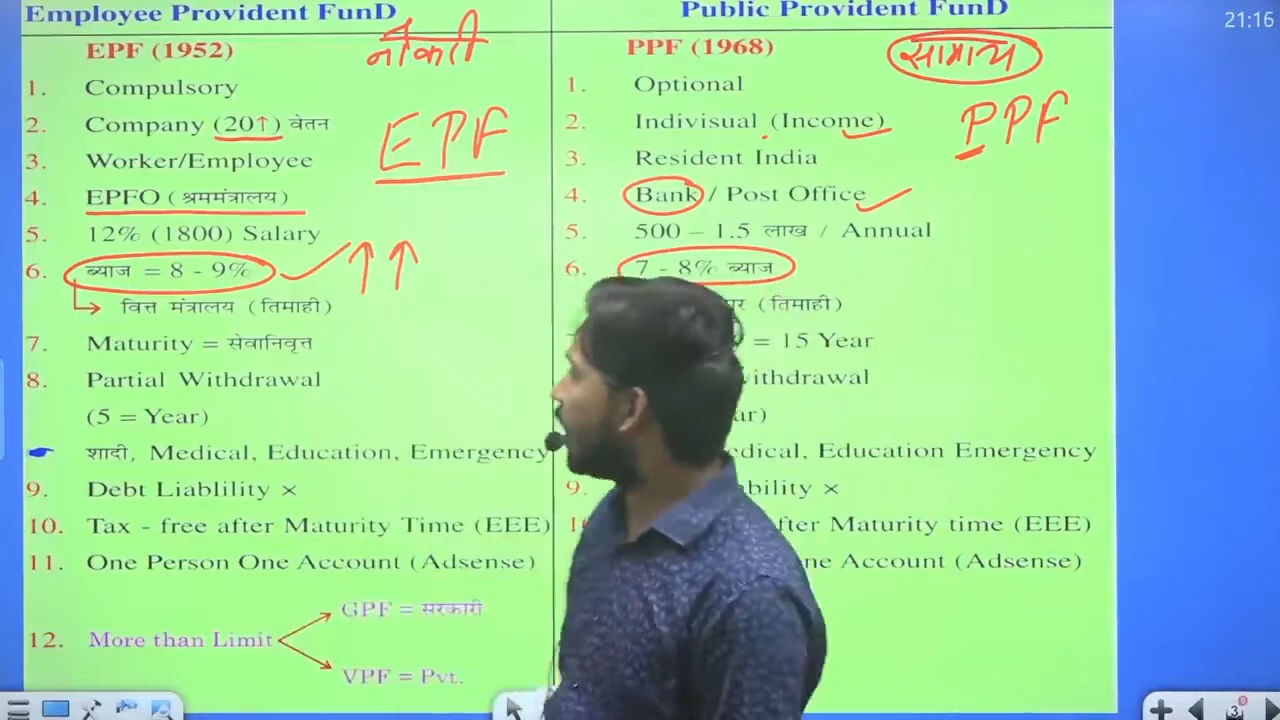 Employee Provident FunD
EPF (1952)
नौकरी
1. Compulsory
2. Company (20↑) वेतन
EPF
3. Worker/Employee
4. EPFO (श्रममंत्रालय)
5. 12% (1800) Salary
6. ब्याज = 8 - 9%
वित्त मंत्रालय (तिमाही)
7. Maturity = सेवानिवृत्त
8. Partial Withdrawal
(5 = Year)
शादी, Medical, Education, Emergency
9. Debt Liablility ×
10. Tax - free after Maturity Time (EEE)
11. One Person One Account (Adsense)
12. More than Limit
GPF = सरकारी
VPF = Pvt.
Public Provident FunD
21:16
PPF (1968)
सामान्य
1. Optional
2. Indivisual (Income)
PPF
3. Resident India
4. Bank / Post Office
5. 500 – 1.5 लाख / Annual
6. 7 - 8% ब्याज
(तिमाही)
= 15 Year
Education Emergency
9. ×
Maturity time (EEE)
Account (Adsense)
3